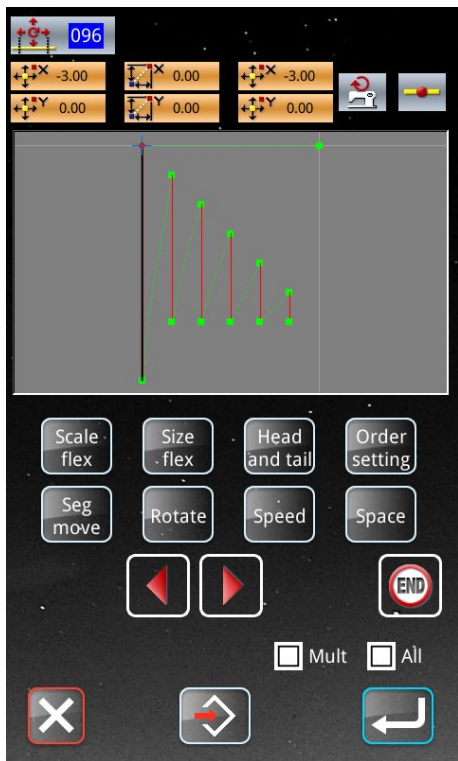 096
X -3.00
X 0.00
X -3.00
Y 0.00
Y 0.00
Y 0.00
Scale
flex
Size
flex
Head
and tail
Order
setting
Seg
move
Rotate
Speed
Space
END
Mult
All